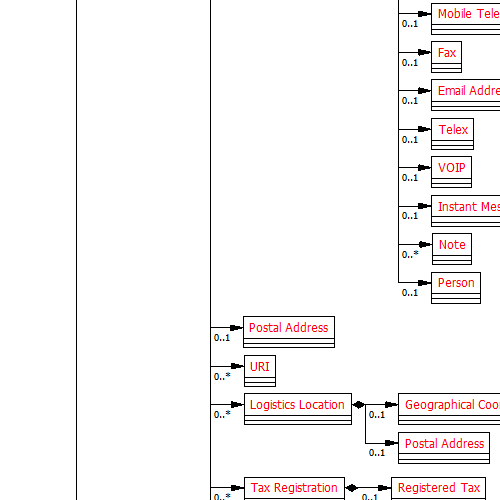 Mobile Tele
0..1
Fax
0..1
Email Addre
0..1
Telex
0..1
VOIP
0..1
Instant Mes
0..1
Note
0..*
Person
0..1
Postal Address
0..1
URI
0..*
Logistics Location
0..*
Geographical Coo
0..1
Postal Address
0..1
Tax Registration
0..*
Registered Tax
0..1